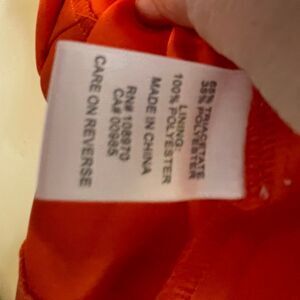 65% TRIACETATE
35% POLYESTER
LINING:
100% POLYESTER
MADE IN CHINA
RN# 108970
CA# 00985
CARE ON REVERSE